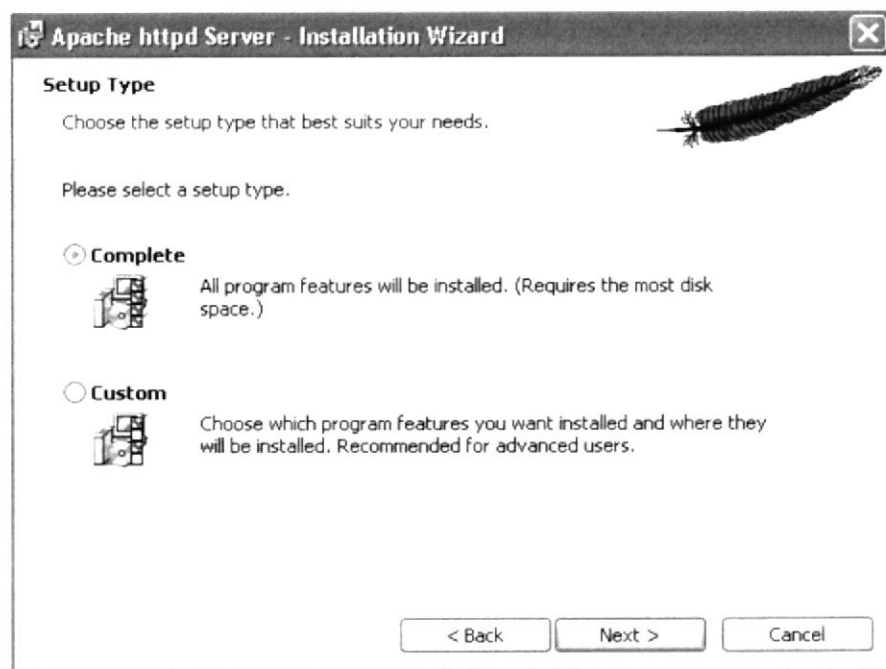 Apache httpd Server - Installation Wizard
Setup Type
Choose the setup type that best suits your needs.
Please select a setup type.
Complete
All program features will be installed. (Requires the most disk
space.)
Custom
Choose which program features you want installed and where they
will be installed. Recommended for advanced users.
< Back
Next >
Cancel